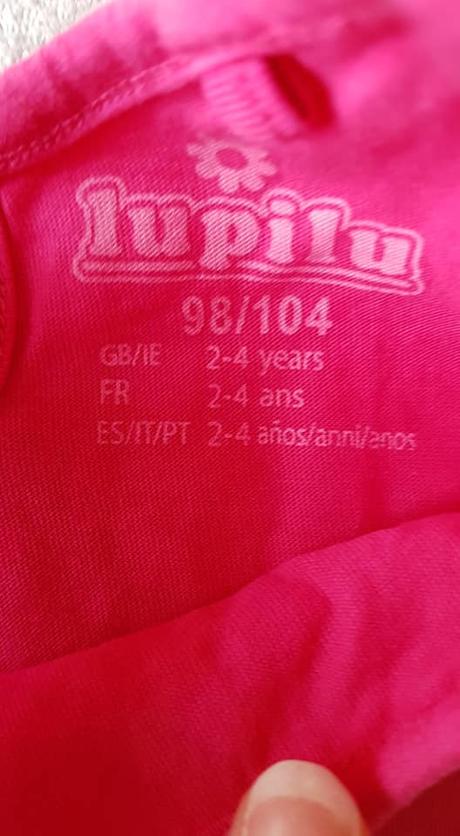 lupilu
98/104
GB/IE 2-4 years
FR 2-4 ans
ES/IT/PT 2-4 años/anni/anos